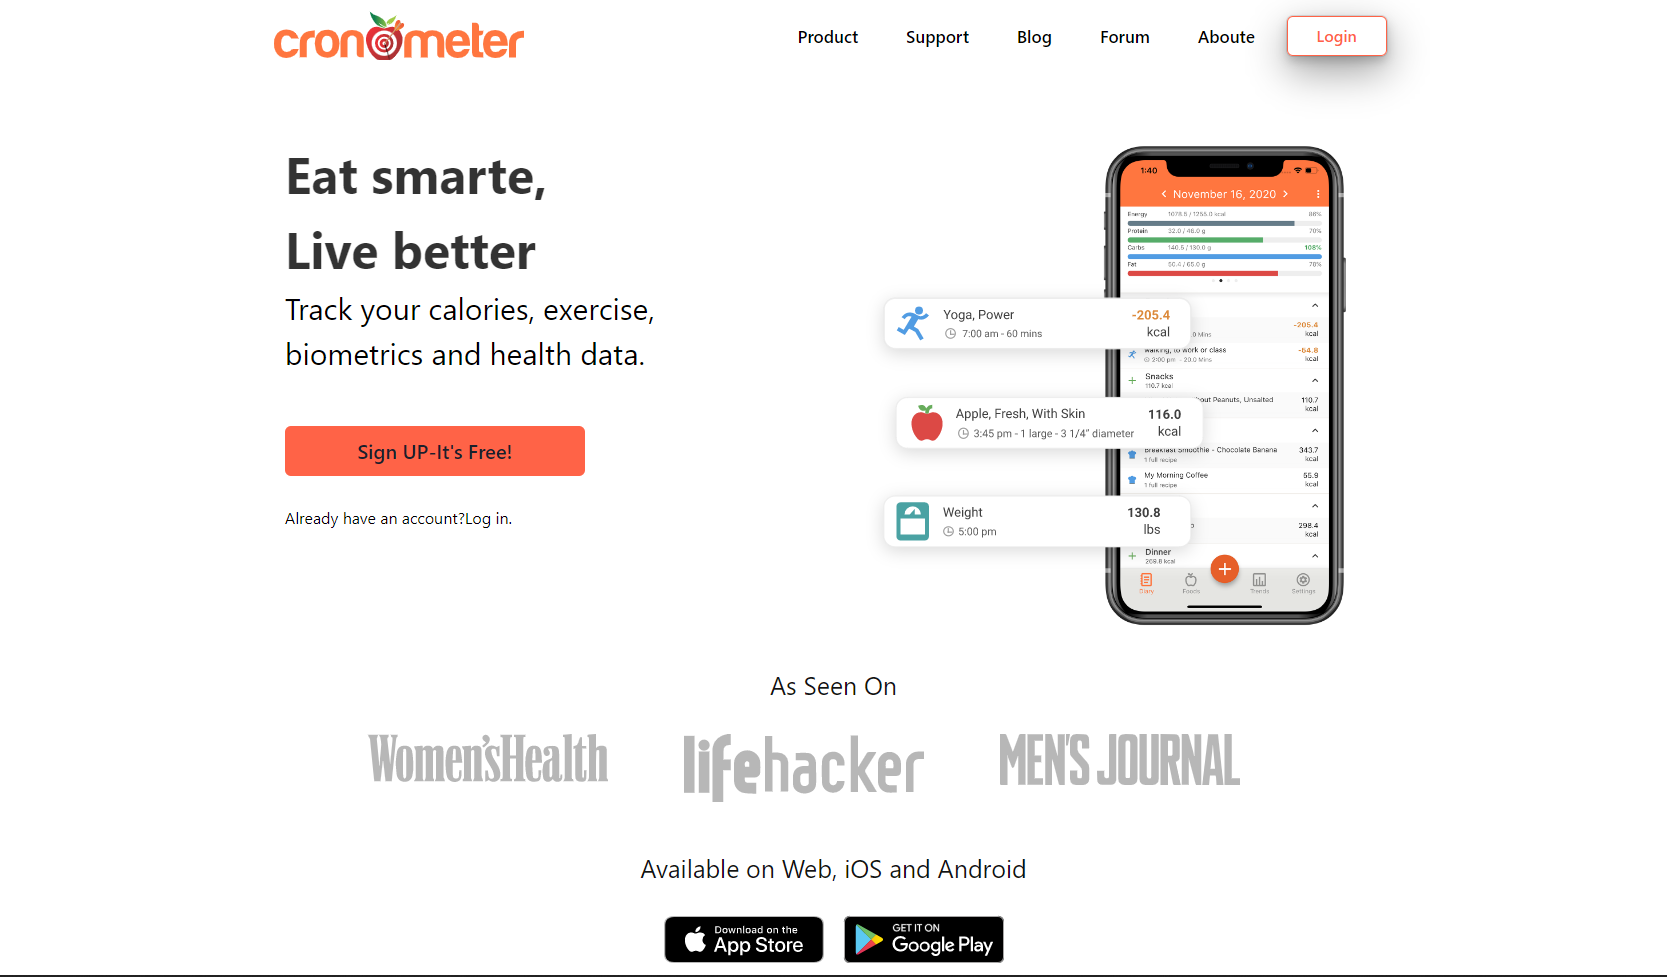 cronometer
Product Support Blog Forum Aboute Login
Eat smarte,
Live better
Track your calories, exercise,
biometrics and health data.
Sign UP-It's Free!
Already have an account?Log in.
1:40
November 16, 2020
Energy 1078.8 / 1255.0 kcal 86%
Protein 32.0 / 46.0 g 70%
Carbs 140.5 / 130.0 g 108%
Fat 50.4 / 65.0 g 78%
Yoga, Power -205.4
7:00 am - 60 mins kcal
-205.4
.0 Mins kcal
walking, to work or class -54.8
2:00 pm - 20.0 Mins kcal
Snacks
110.7 kcal
Apple, Fresh, With Skin 116.0
3:45 pm - 1 large - 3 1/4" diameter kcal
Peanuts, Unsalted 110.7
kcal
Breakfast Smoothie - Chocolate Banana 343.7
1 full recipe kcal
My Morning Coffee 55.9
1 full recipe kcal
Weight 130.8
5:00 pm lbs
298.4
kcal
Dinner
269.8 kcal
Diary Foods Trends Settings
As Seen On
Women'sHealth
lifehacker
MEN'S JOURNAL
Available on Web, iOS and Android
Download on the
App Store
GET IT ON
Google Play